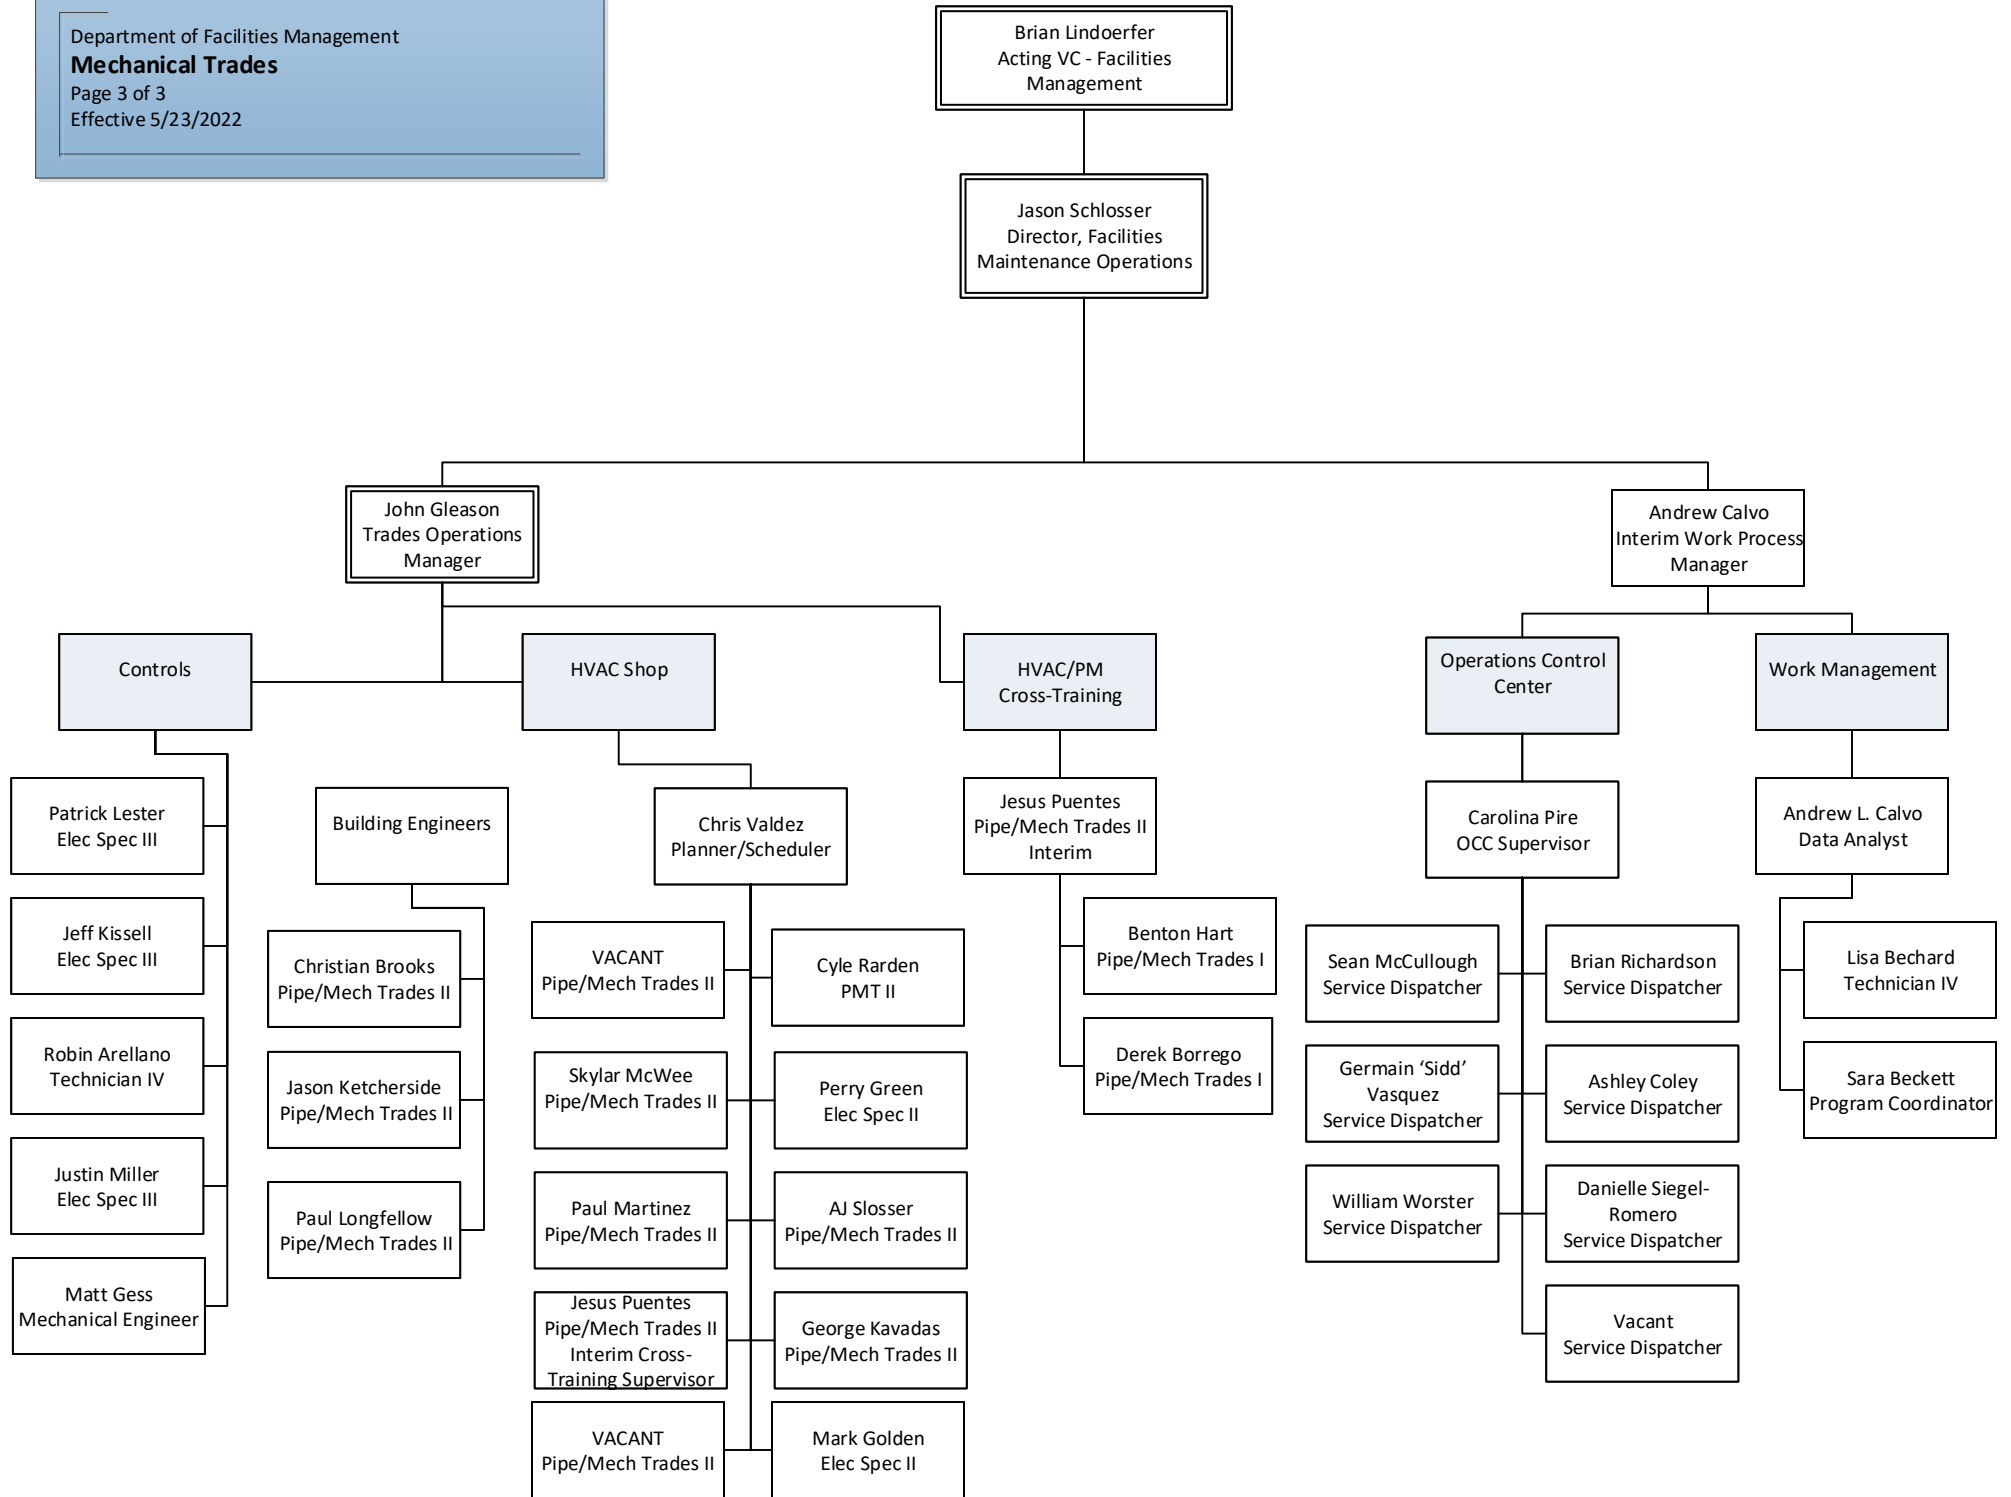 Department of Facilities Management
Mechanical Trades
Page 3 of 3
Effective 5/23/2022
Brian Lindoerfer
Acting VC - Facilities
Management
Jason Schlosser
Director, Facilities
Maintenance Operations
John Gleason
Trades Operations
Manager
Andrew Calvo
Interim Work Process
Manager
Controls
HVAC Shop
HVAC/PM
Cross-Training
Operations Control
Center
Work Management
Patrick Lester
Elec Spec III
Jeff Kissell
Elec Spec III
Robin Arellano
Technician IV
Justin Miller
Elec Spec III
Matt Gess
Mechanical Engineer
Building Engineers
Christian Brooks
Pipe/Mech Trades II
Jason Ketcherside
Pipe/Mech Trades II
Paul Longfellow
Pipe/Mech Trades II
Chris Valdez
Planner/Scheduler
VACANT
Pipe/Mech Trades II
Cyle Rarden
PMT II
Skylar McWee
Pipe/Mech Trades II
Perry Green
Elec Spec II
Paul Martinez
Pipe/Mech Trades II
AJ Slosser
Pipe/Mech Trades II
Jesus Puentes
Pipe/Mech Trades II
Interim Cross-
Training Supervisor
George Kavadas
Pipe/Mech Trades II
VACANT
Pipe/Mech Trades II
Mark Golden
Elec Spec II
Jesus Puentes
Pipe/Mech Trades II
Interim
Benton Hart
Pipe/Mech Trades I
Derek Borrego
Pipe/Mech Trades I
Carolina Pire
OCC Supervisor
Sean McCullough
Service Dispatcher
Brian Richardson
Service Dispatcher
Germain ‘Sidd’
Vasquez
Service Dispatcher
Ashley Coley
Service Dispatcher
William Worster
Service Dispatcher
Danielle Siegel-
Romero
Service Dispatcher
Vacant
Service Dispatcher
Andrew L. Calvo
Data Analyst
Lisa Bechard
Technician IV
Sara Beckett
Program Coordinator